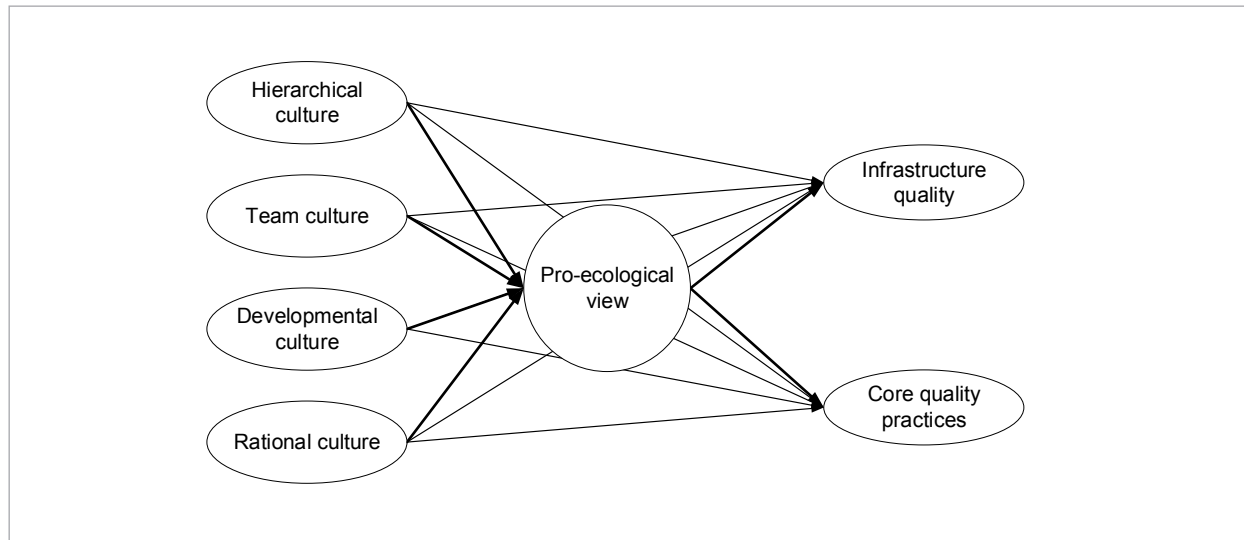 Hierarchical
culture
Team culture
Developmental
culture
Rational culture
Pro-ecological
view
Infrastructure
quality
Core quality
practices